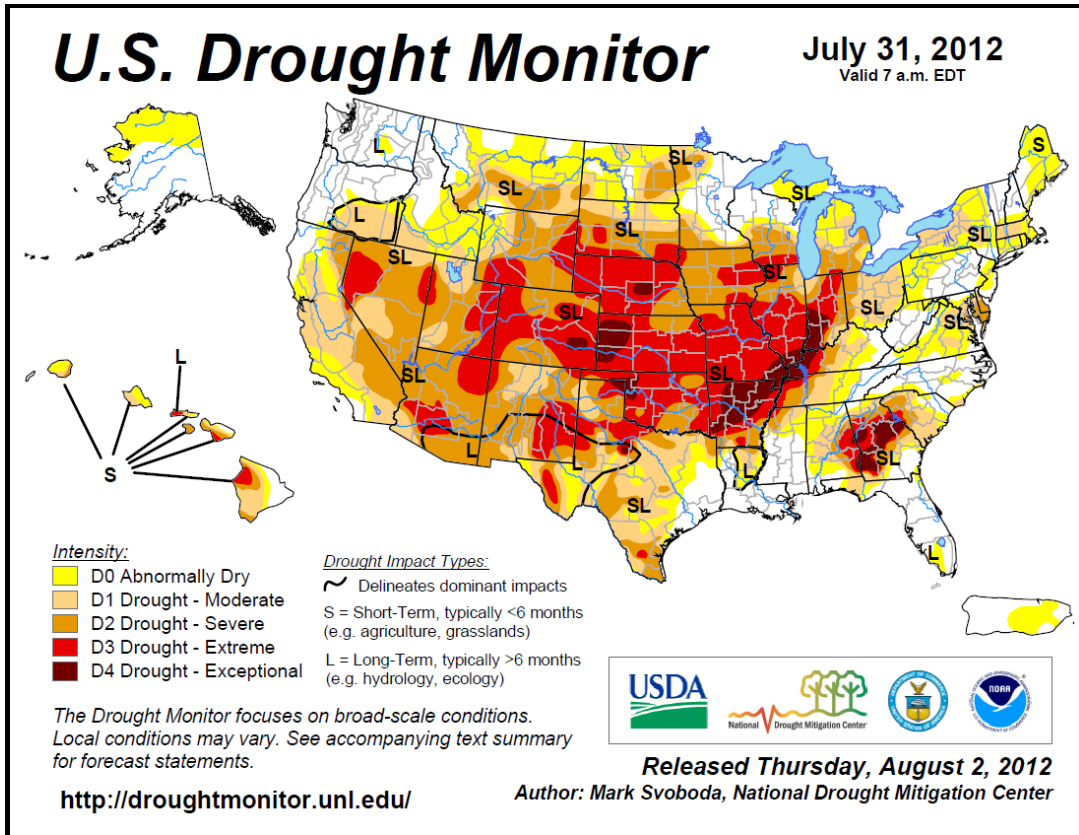 U.S. Drought Monitor
July 31, 2012
Valid 7 a.m. EDT
L
SL
S
SL
SL
L
SL
SL
SL
SL
SL
SL
SL
SL
SL
L
L
SL
L
SL
L
L
S
Intensity:
D0 Abnormally Dry
D1 Drought - Moderate
D2 Drought - Severe
D3 Drought - Extreme
D4 Drought - Exceptional
Drought Impact Types:
Delineates dominant impacts
S = Short-Term, typically <6 months
(e.g. agriculture, grasslands)
L = Long-Term, typically >6 months
(e.g. hydrology, ecology)
USDA
National Drought Mitigation Center
NOAA
The Drought Monitor focuses on broad-scale conditions.
Local conditions may vary. See accompanying text summary
for forecast statements.
http://droughtmonitor.unl.edu/
Released Thursday, August 2, 2012
Author: Mark Svoboda, National Drought Mitigation Center